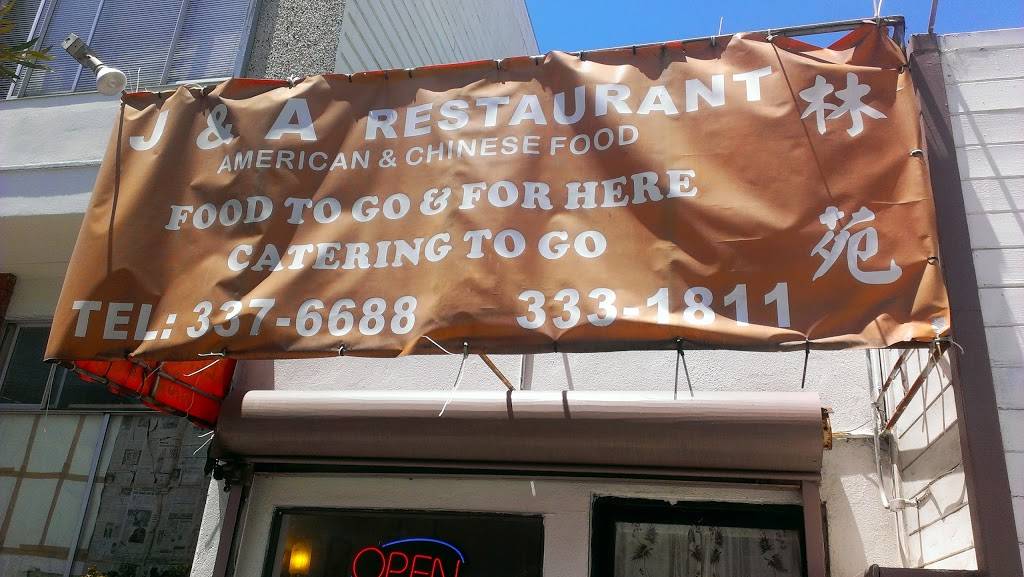 J & A RESTAURANT
AMERICAN & CHINESE FOOD
FOOD TO GO & FOR HERE
CATERING TO GO
TEL: 337-6688 333-1811
林
苑
OPEN